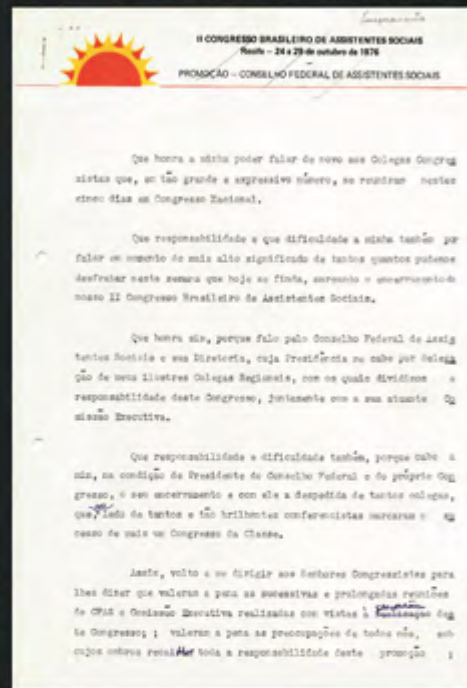 II CONGRESSO BRASILEIRO DE ASSISTENTES SOCIAIS
Recife – 24 a 29 de outubro de 1976
PROMOÇÃO – CONSELHO FEDERAL DE ASSISTENTES SOCIAIS
Que honra a minha poder falar de novo aos Colegas Congres
sistas que, em tão grande e expressivo número, se reuniram nestes
cinco dias em Congresso Nacional.
Que responsabilidade e que dificuldade a minha também por
falar em momento do mais alto significado de tantos quantos pudemos
desfrutar nesta semana que hoje se finda, marcando o encerramento do
nosso II Congresso Brasileiro de Assistentes Sociais.
Que honra sim, porque falo pelo Conselho Federal de Assis
tentes Sociais e sua Diretoria, cuja Presidência me cabe por delega
ção de meus ilustres Colegas Regionais, com os quais dividimos a
responsabilidade deste Congresso, juntamente com a sua atuante Co
missão Executiva.
Que responsabilidade e dificuldade também, porque cabe a
mim, na condição de Presidente do Conselho Federal e do próprio Con
gresso, o seu encerramento e com ele a despedida de tantos colegas,
que, lado de tantos e tão brilhantes conferencistas marcaram o su
cesso de mais um Congresso da Classe.
Assim, volto a me dirigir aos Senhores Congressistas para
lhes dizer que valeram a pena as sucessivas e prolongadas reuniões
do CFAS e Comissão Executiva realizadas com vistas à des
te Congresso; ; valeram a pena as preocupações de todos nós, sob
cujos ombros toda a responsabilidade desta promoção ;